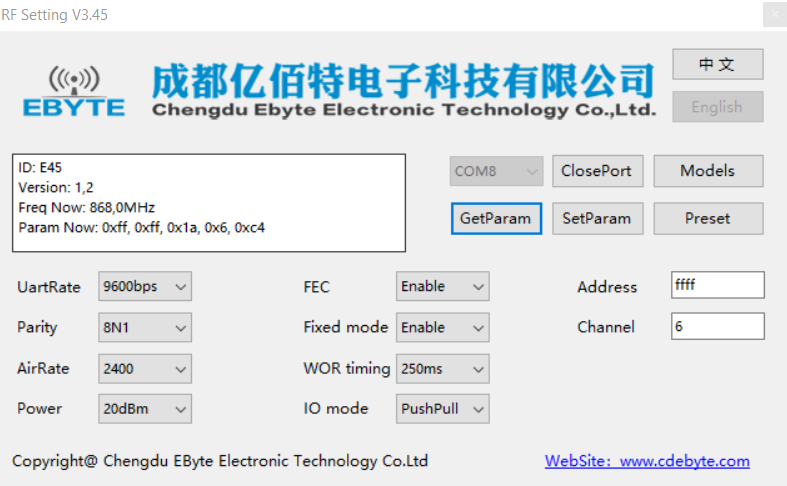 RF Setting V3.45
EBYTE
成都亿佰特电子科技有限公司
Chengdu Ebyte Electronic Technology Co.,Ltd.
中文
English
ID: E45
Version: 1,2
Freq Now: 868,0MHz
Param Now: 0xff, 0xff, 0x1a, 0x6, 0xc4
COM8 ClosePort Models
GetParam SetParam Preset
UartRate 9600bps FEC Enable Address ffff
Parity 8N1 Fixed mode Enable Channel 6
AirRate 2400 WOR timing 250ms
Power 20dBm IO mode PushPull
Copyright@ Chengdu EByte Electronic Technology Co.Ltd WebSite：www.cdebyte.com